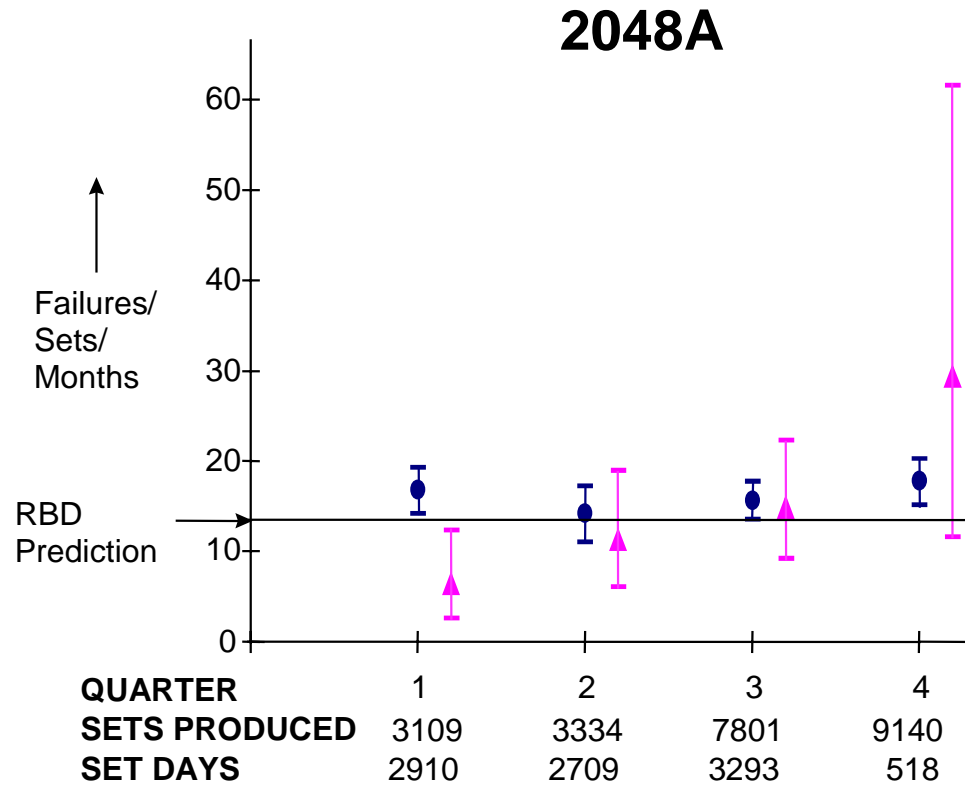 2048A
60
50
40
30
20
10
0
Failures/
Sets/
Months
RBD
Prediction
QUARTER 1 2 3 4
SETS PRODUCED 3109 3334 7801 9140
SET DAYS 2910 2709 3293 518